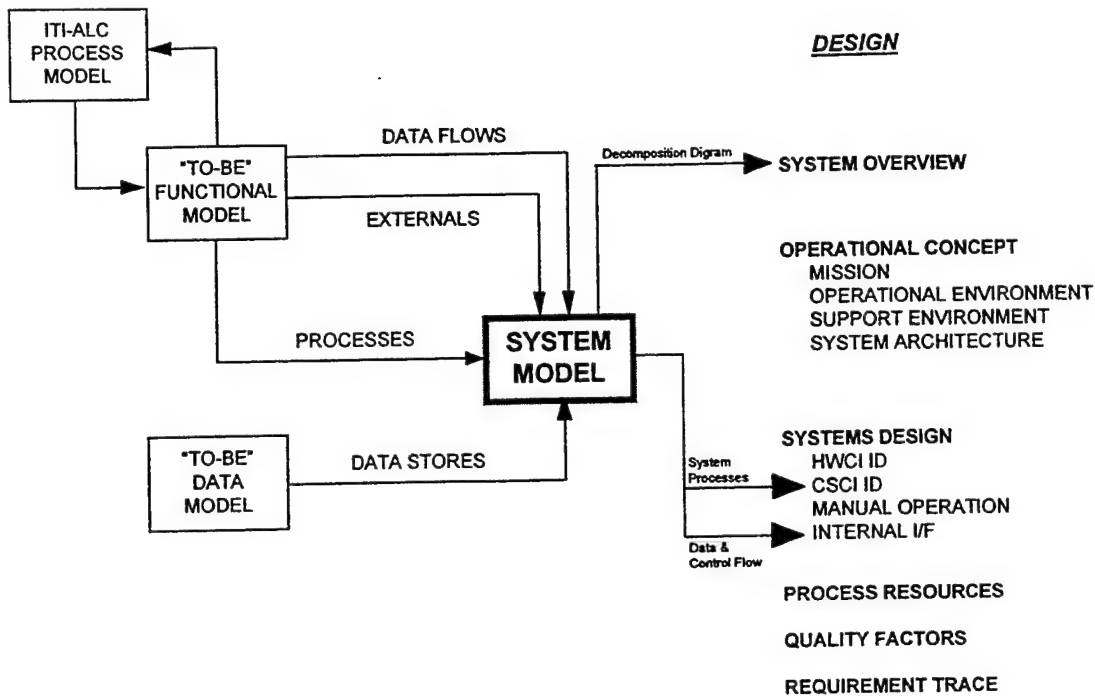 ITI-ALC
PROCESS
MODEL
DESIGN
"TO-BE"
FUNCTIONAL
MODEL
DATA FLOWS
EXTERNALS
Decomposition Digram
SYSTEM OVERVIEW
OPERATIONAL CONCEPT
MISSION
OPERATIONAL ENVIRONMENT
SUPPORT ENVIRONMENT
SYSTEM ARCHITECTURE
PROCESSES
SYSTEM
MODEL
"TO-BE"
DATA
MODEL
DATA STORES
SYSTEMS DESIGN
HWCI ID
CSCI ID
MANUAL OPERATION
INTERNAL I/F
System
Processes
Data &
Control Flow
PROCESS RESOURCES
QUALITY FACTORS
REQUIREMENT TRACE